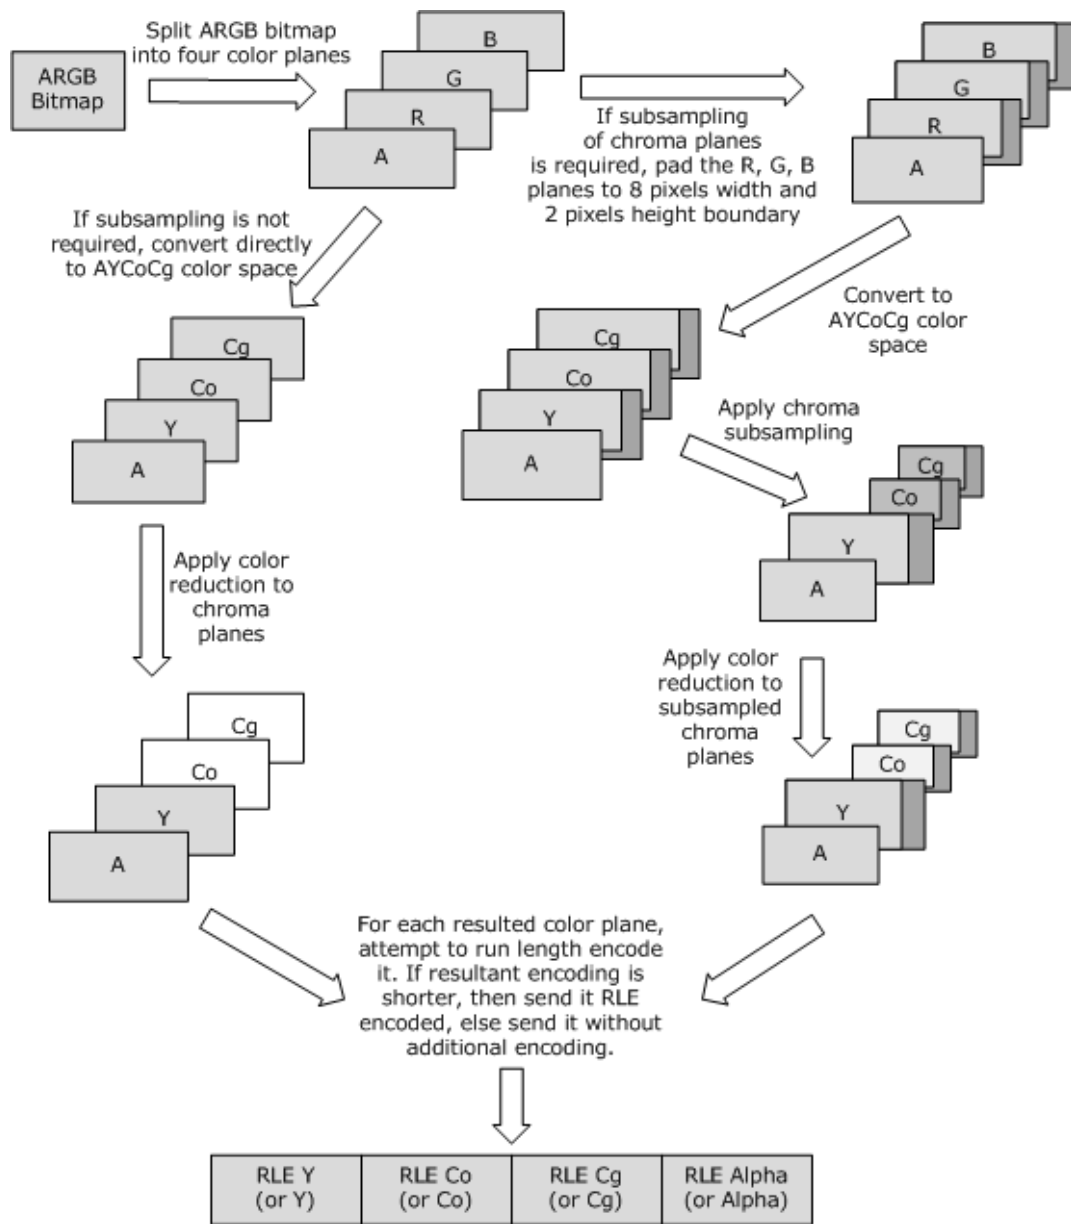 Split ARGB bitmap
into four color planes
ARGB
Bitmap
B
G
R
A
If subsampling
of chroma planes
is required, pad the R, G, B
planes to 8 pixels width and
2 pixels height boundary
B
G
R
A
If subsampling is not
required, convert directly
to AYCoCg color space
Convert to
AYCoCg color
space
Cg
Co
Y
A
Cg
Co
Y
A
Apply chroma
subsampling
Cg
Co
Y
A
Apply color
reduction to
chroma
planes
Apply color
reduction to
subsampled
chroma
planes
Cg
Co
Y
A
Cg
Co
Y
A
For each resulted color plane,
attempt to run length encode
it. If resultant encoding is
shorter, then send it RLE
encoded, else send it without
additional encoding.
RLE Y
(or Y)
RLE Co
(or Co)
RLE Cg
(or Cg)
RLE Alpha
(or Alpha)